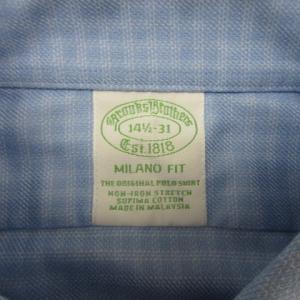 Brooks Brothers
14½-31
Est. 1818
MILANO FIT
THE ORIGINAL POLO SHIRT
NON-IRON STRETCH
SUPIMA COTTON
MADE IN MALAYSIA